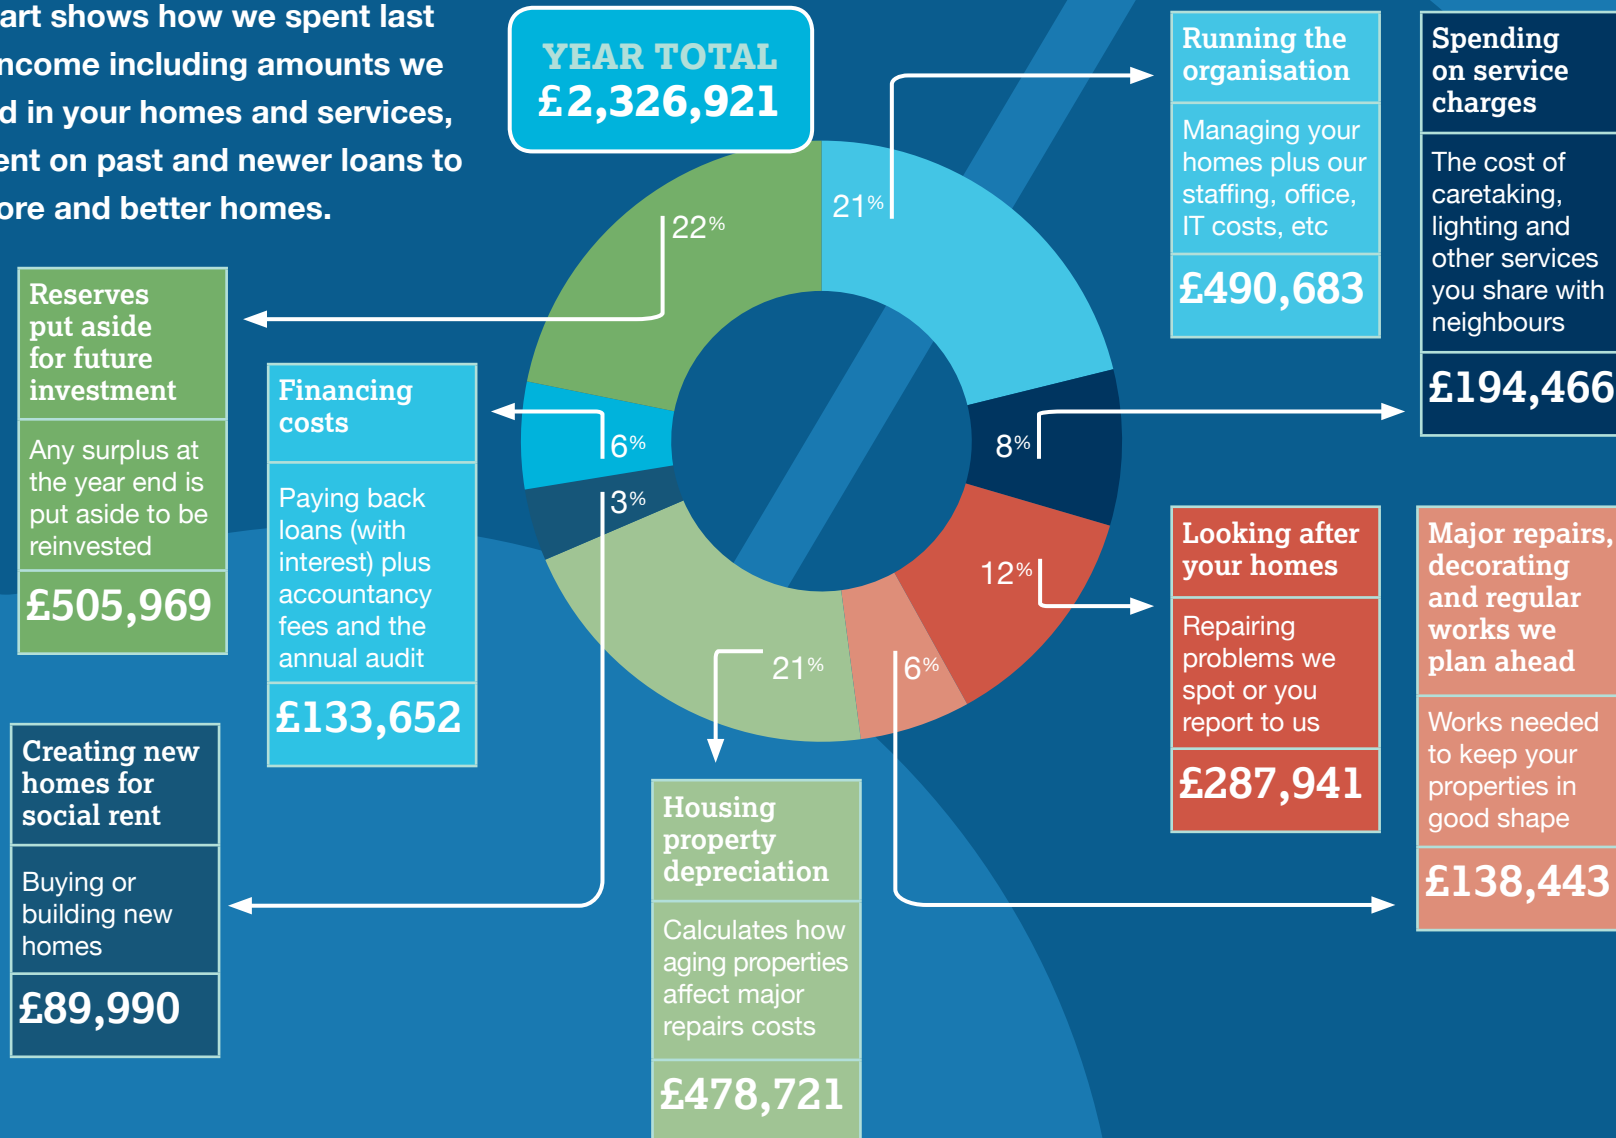 art shows how we spent last
ncome including amounts we
d in your homes and services,
ent on past and newer loans to
ore and better homes.
YEAR TOTAL
£2,326,921
22%
21%
6%
8%
3%
12%
21%
6%
Reserves
put aside
for future
investment
Any surplus at
the year end is
put aside to be
reinvested
£505,969
Financing
costs
Paying back
loans (with
interest) plus
accountancy
fees and the
annual audit
£133,652
Creating new
homes for
social rent
Buying or
building new
homes
£89,990
Housing
property
depreciation
Calculates how
aging properties
affect major
repairs costs
£478,721
Running the
organisation
Managing your
homes plus our
staffing, office,
IT costs, etc
£490,683
Spending
on service
charges
The cost of
caretaking,
lighting and
other services
you share with
neighbours
£194,466
Looking after
your homes
Repairing
problems we
spot or you
report to us
£287,941
Major repairs,
decorating
and regular
works we
plan ahead
Works needed
to keep your
properties in
good shape
£138,443